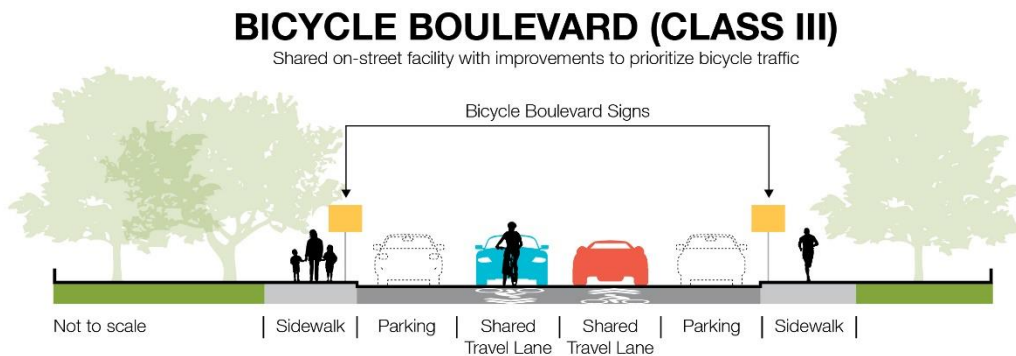 BICYCLE BOULEVARD (CLASS III)
Shared on-street facility with improvements to prioritize bicycle traffic
Bicycle Boulevard Signs
Not to scale
Sidewalk
Parking
Shared
Travel Lane
Shared
Travel Lane
Parking
Sidewalk